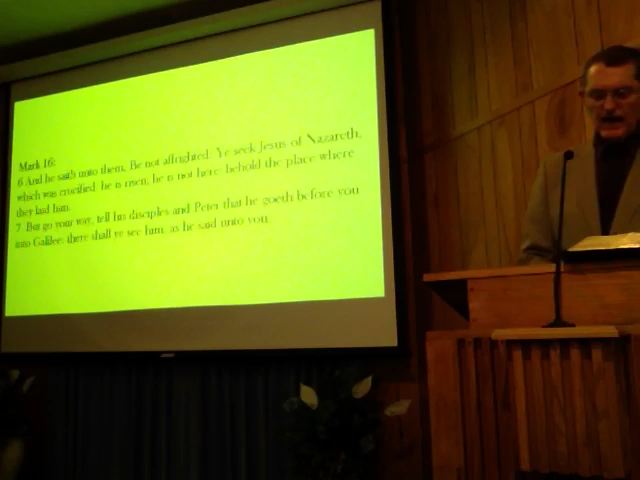 Mark 16:
6 And he saith unto them, Be not affrighted: Ye seek Jesus of Nazareth,
which was crucified: he is risen; he is not here: behold the place where
they laid him.
7 But go your way, tell his disciples and Peter that he goeth before you
into Galilee: there shall ye see him, as he said unto you.